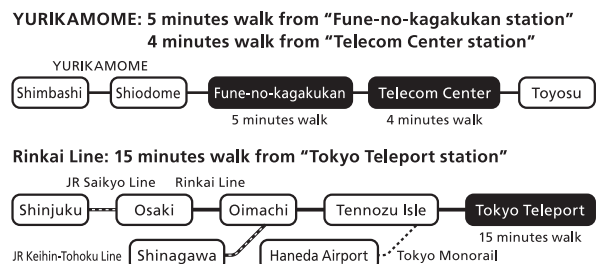 YURIKAMOME: 5 minutes walk from “Fune-no-kagakukan station”
4 minutes walk from “Telecom Center station”
YURIKAMOME
Shimbashi Shiodome Fune-no-kagakukan Telecom Center Toyosu
5 minutes walk 4 minutes walk
Rinkai Line: 15 minutes walk from “Tokyo Teleport station”
JR Saikyo Line Rinkai Line
Shinjuku Osaki Oimachi Tennozu Isle Tokyo Teleport
15 minutes walk
JR Keihin-Tohoku Line Shinagawa Haneda Airport Tokyo Monorail